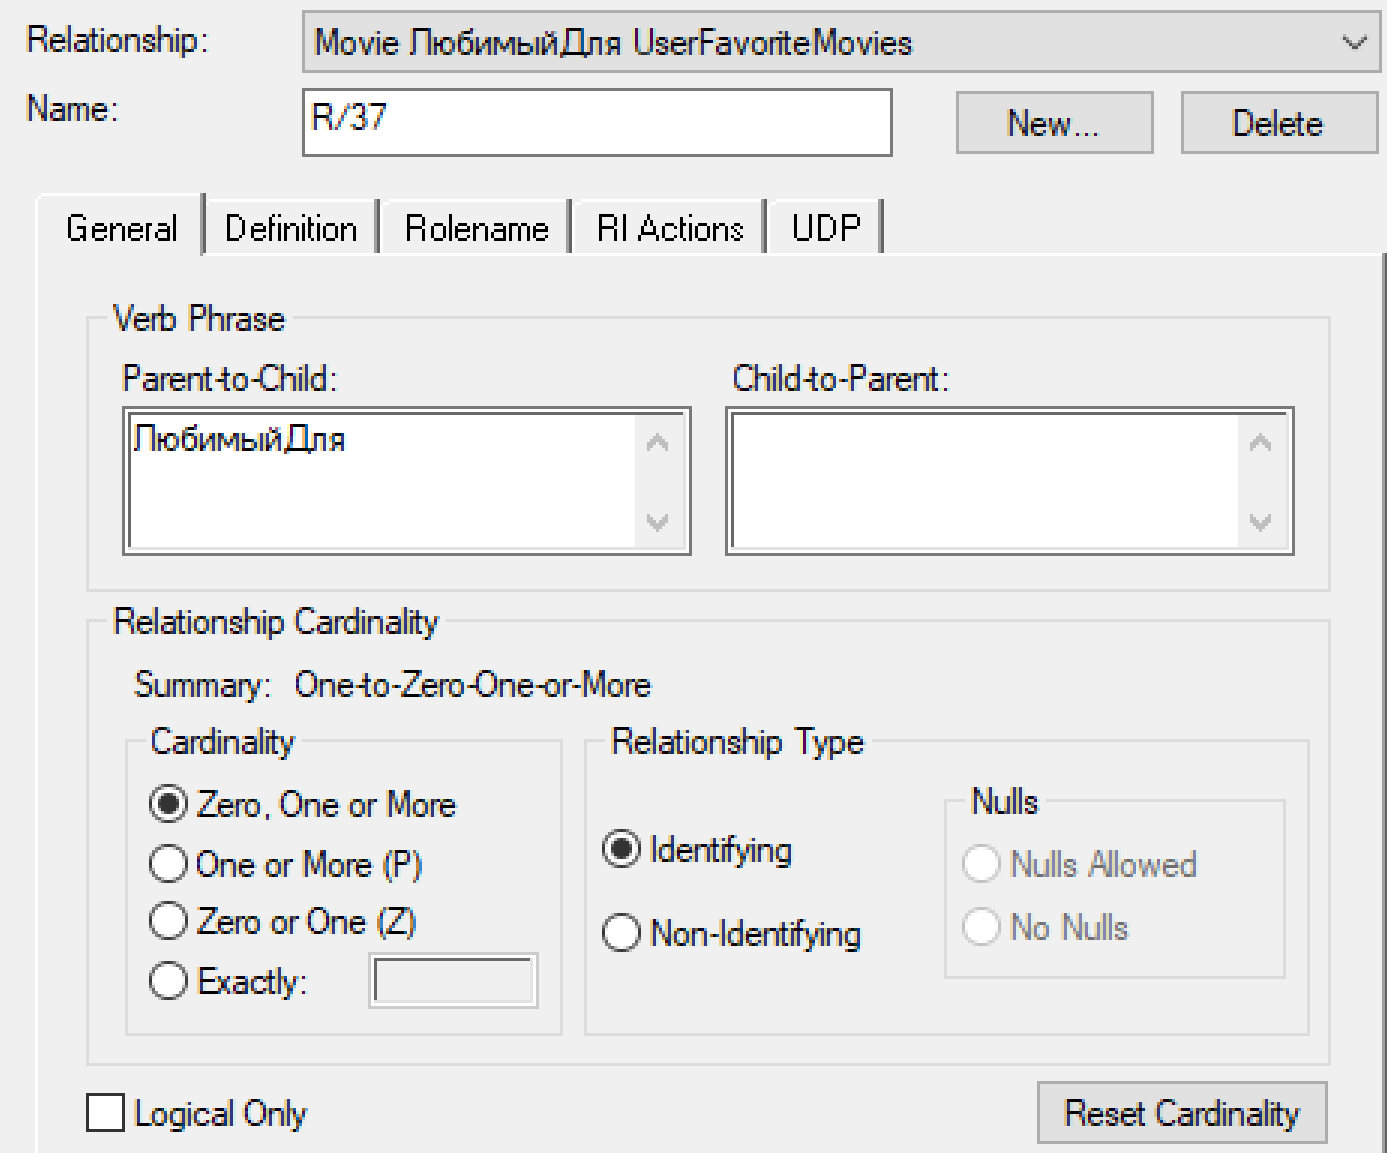 Relationship: Movie ЛюбимыйДля UserFavoriteMovies
Name: R/37 New... Delete
General Definition Rolename RI Actions UDP
Verb Phrase
Parent-to-Child: Child-to-Parent:
ЛюбимыйДля
Relationship Cardinality
Summary: One-to-Zero-One-or-More
Cardinality Relationship Type
Zero, One or More Nulls
Identifying
One or More (P) Nulls Allowed
Zero or One (Z) Non-Identifying No Nulls
Exactly:
Logical Only Reset Cardinality